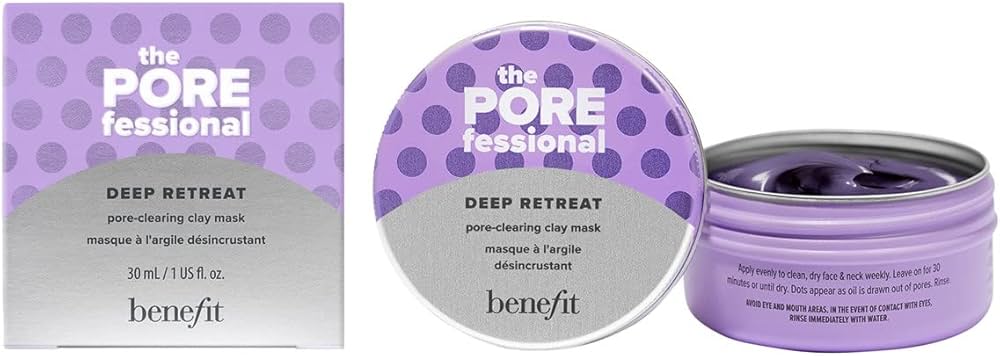 the
PORE
fessional
DEEP RETREAT
pore-clearing clay mask
masque à l'argile désincrustant
30 mL / 1 US fl. oz.
benefit
the
PORE
fessional
DEEP RETREAT
pore-clearing clay mask
masque à l'argile
désincrustant
benefit
Apply evenly to clean, dry face & neck weekly. Leave on for 30
minutes or until dry. Dots appear as oil is drawn out of pores. Rinse.
AVOID EYE AND MOUTH AREAS. IN THE EVENT OF CONTACT WITH EYES,
RINSE IMMEDIATELY WITH WATER.